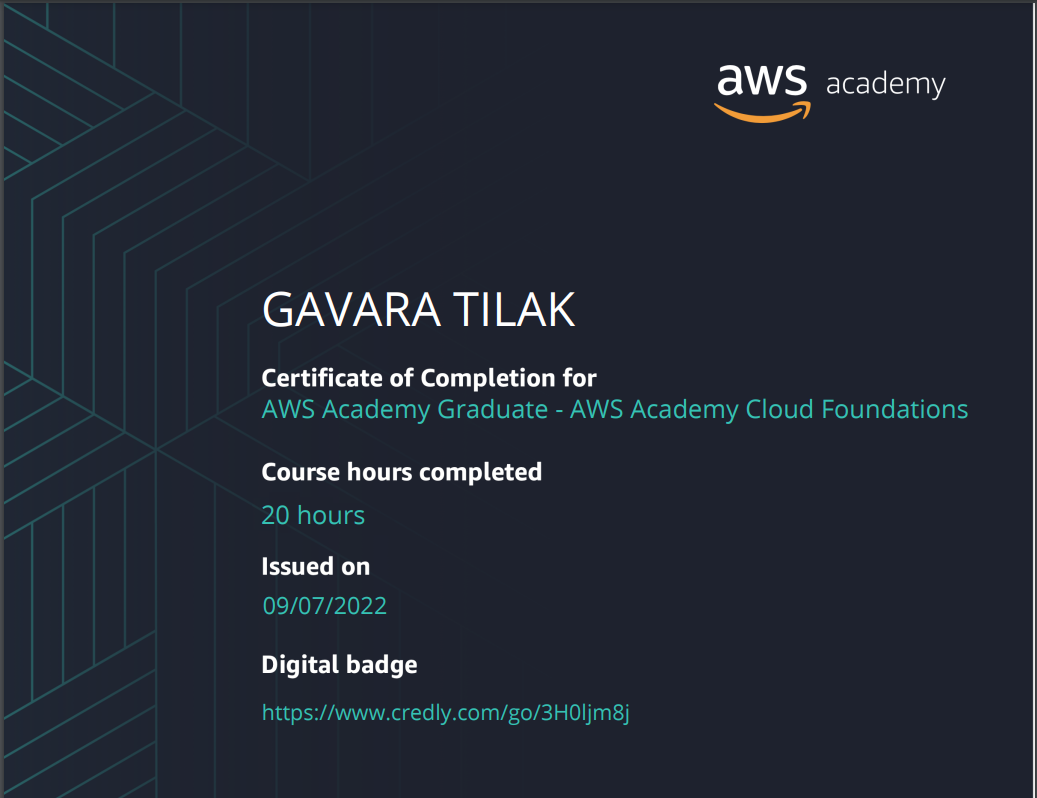 aws academy
GAVARA TILAK
Certificate of Completion for
AWS Academy Graduate - AWS Academy Cloud Foundations
Course hours completed
20 hours
Issued on
09/07/2022
Digital badge
https://www.credly.com/go/3H0ljm8j